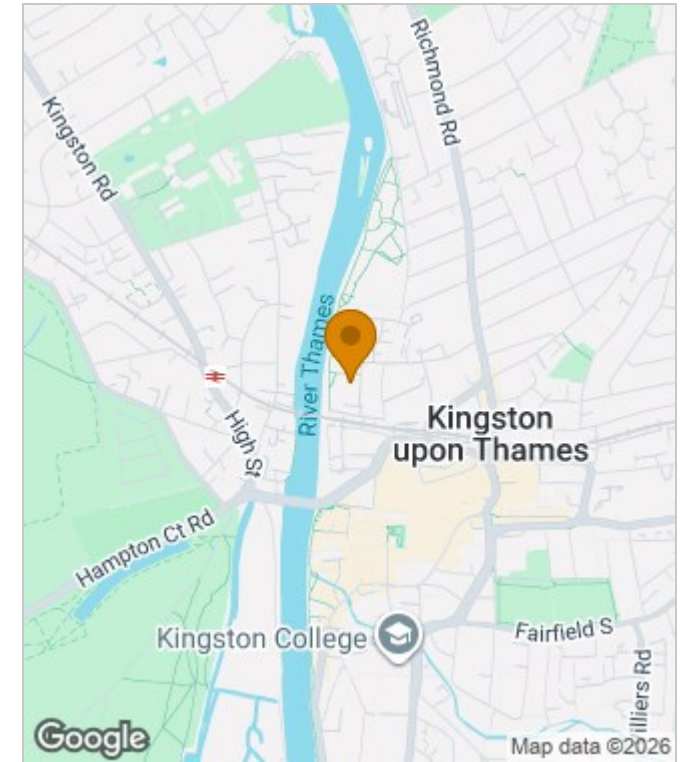 Richmond Rd
Kingston Rd
River Thames
High St
Kingston
upon Thames
Hampton Ct Rd
Kingston College
Fairfield S
illiers Rd
Google
Map data ©2026